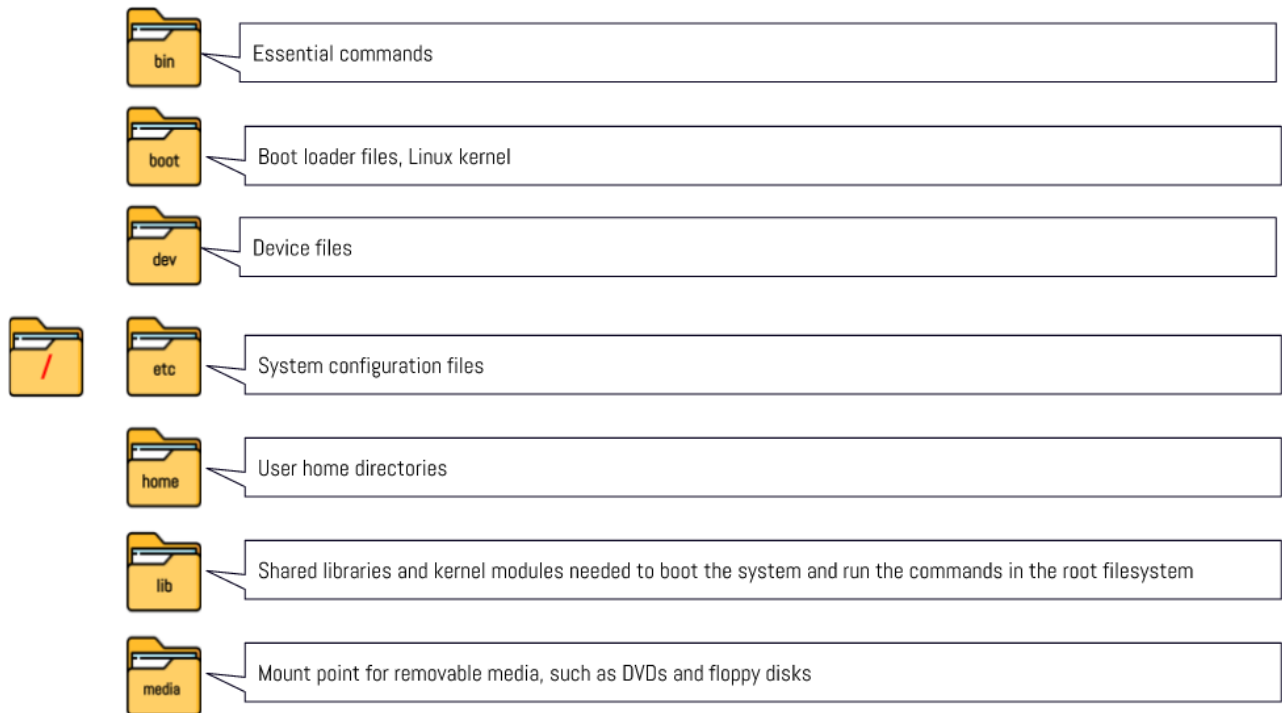 bin
Essential commands
boot
Boot loader files, Linux kernel
dev
Device files
/
etc
System configuration files
home
User home directories
lib
Shared libraries and kernel modules needed to boot the system and run the commands in the root filesystem
media
Mount point for removable media, such as DVDs and floppy disks